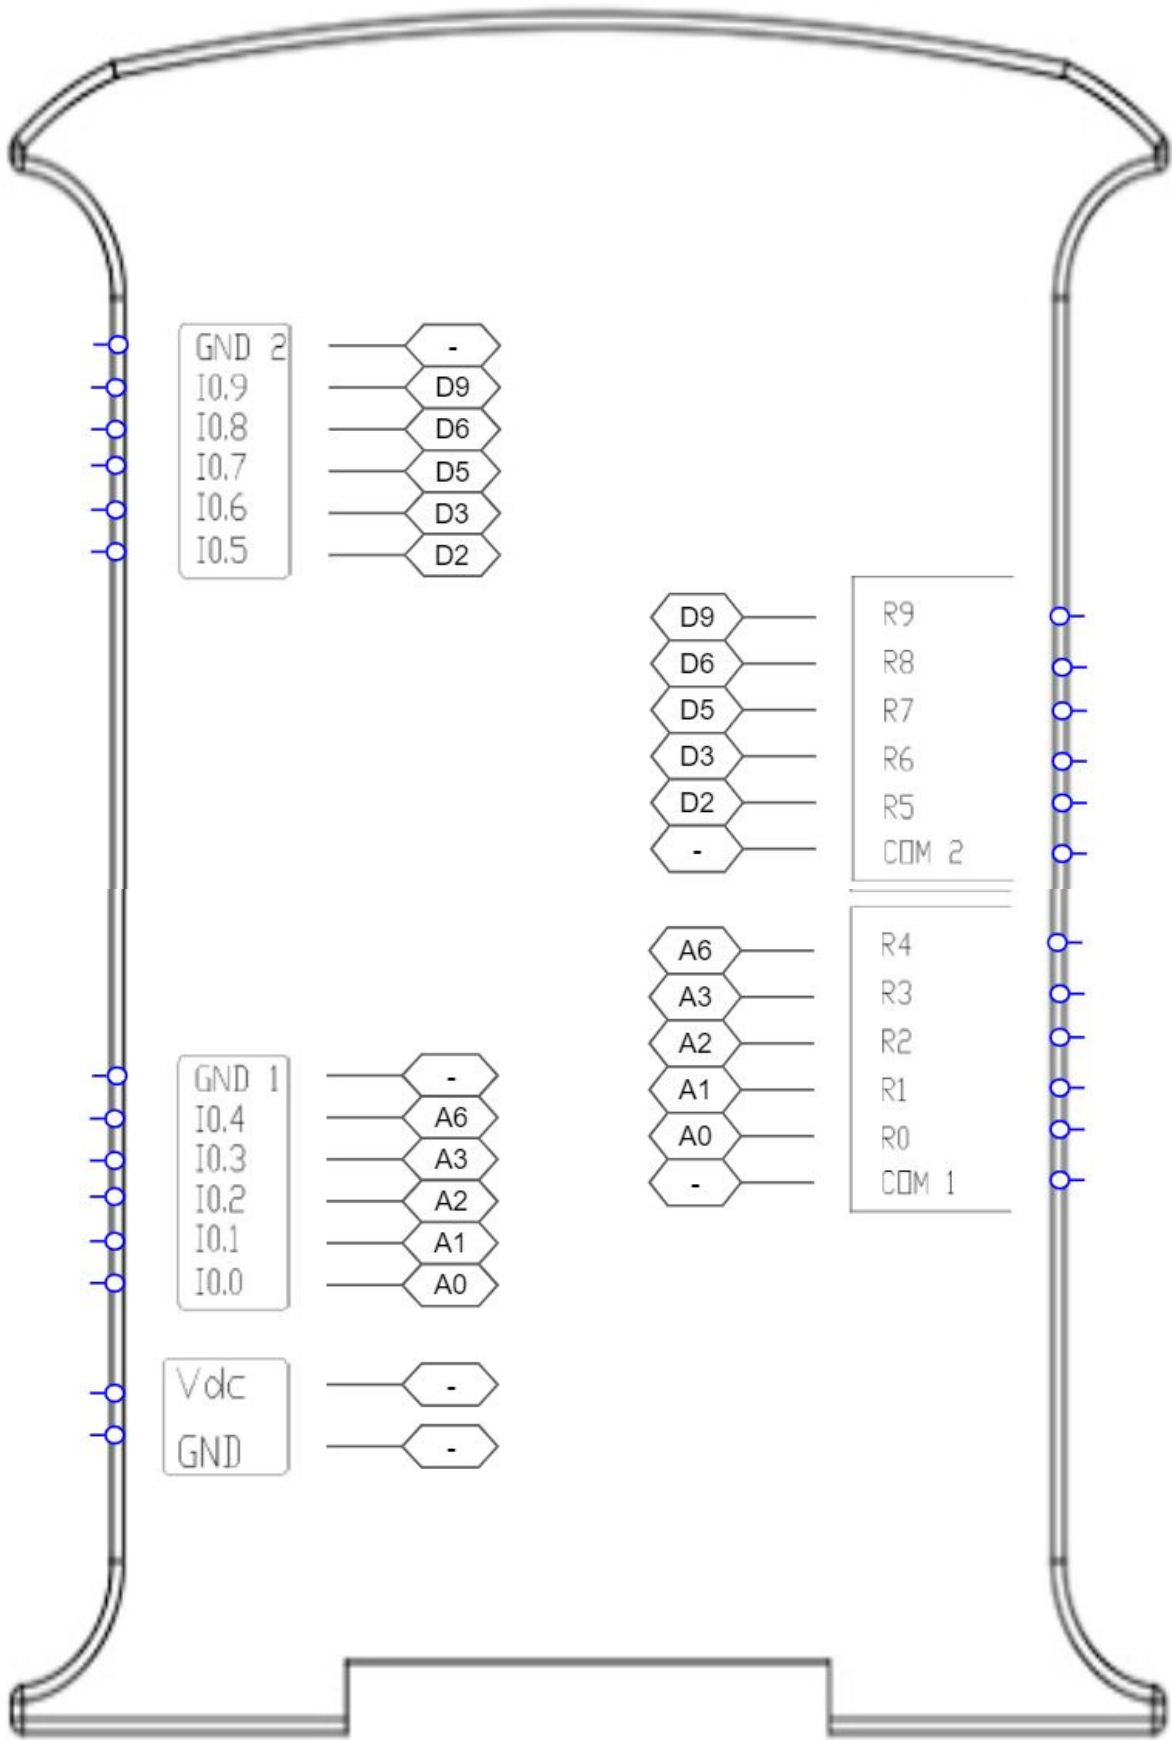 GND 2 -
I0.9 D9
I0.8 D6
I0.7 D5
I0.6 D3
I0.5 D2
D9 R9
D6 R8
D5 R7
D3 R6
D2 R5
- COM 2
A6 R4
A3 R3
A2 R2
A1 R1
A0 R0
- COM 1
GND 1 -
I0.4 A6
I0.3 A3
I0.2 A2
I0.1 A1
I0.0 A0
Vdc -
GND -